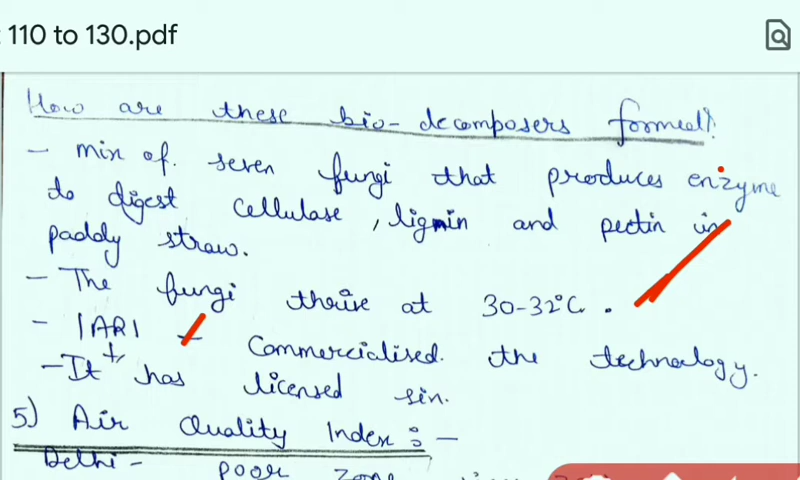 110 to 130.pdf
How are these bio-decomposers formed?
- mix of seven fungi that produces enzyme
to digest cellulase, lignin and pectin in
paddy straw.
- The fungi thrive at 30-32°C.
- IARI - Commercialised the technology.
- It has licensed sin.
5) Air Quality Index :-
Delhi - poor zone